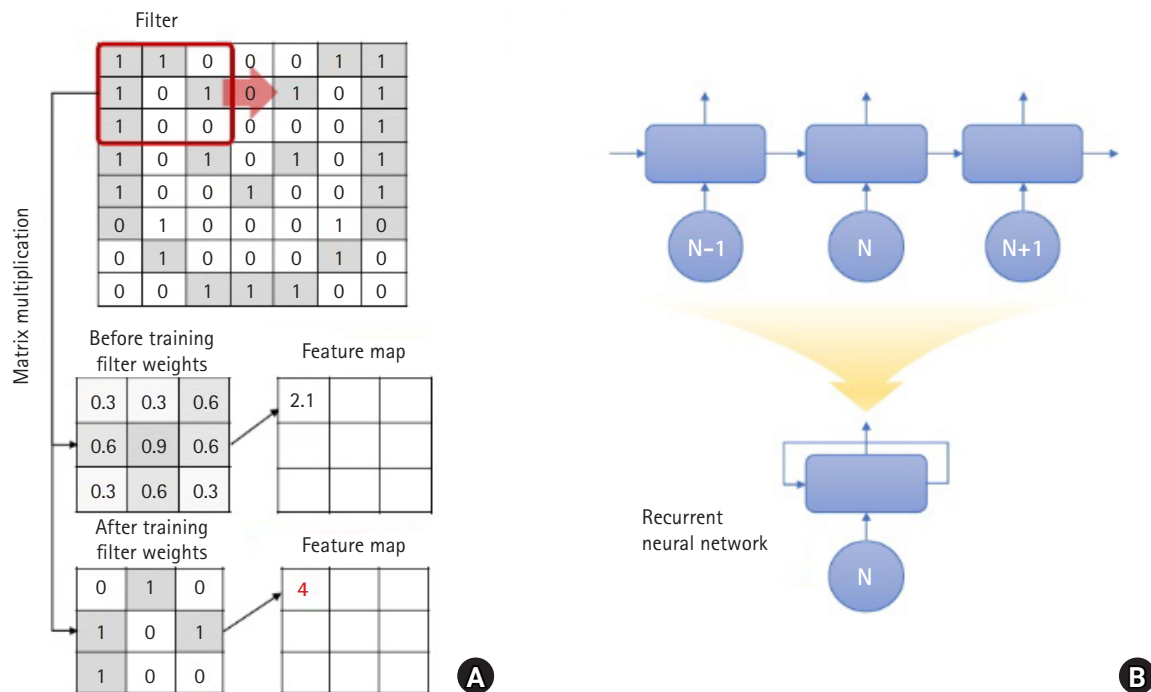 Filter
1 1 0 0 0 1 1
1 0 1 0 1 0 1
1 0 0 0 0 0 1
1 0 1 0 1 0 1
1 0 0 1 0 0 1
0 1 0 0 0 1 0
0 1 0 0 0 1 0
0 0 1 1 1 0 0
Matrix multiplication
Before training
filter weights
0.3 0.3 0.6
0.6 0.9 0.6
0.3 0.6 0.3
Feature map
2.1
After training
filter weights
0 1 0
1 0 1
1 0 0
Feature map
4
A
N-1 N N+1
Recurrent
neural network
N
B